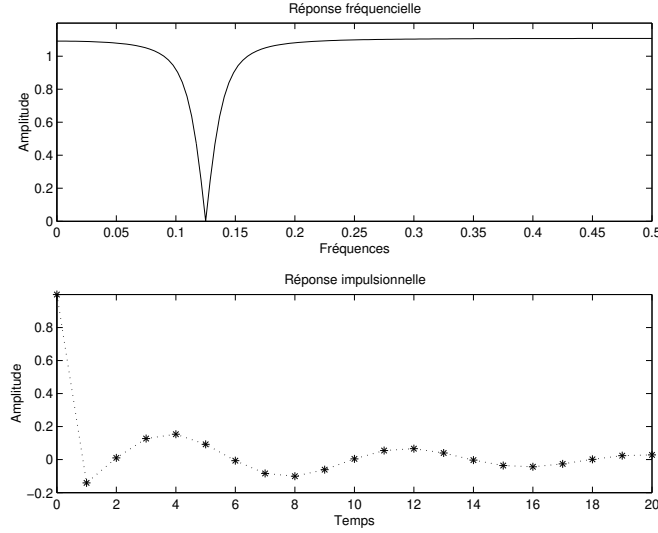 Réponse fréquencielle
1
0.8
0.6
0.4
0.2
0
Amplitude
0 0.05 0.1 0.15 0.2 0.25 0.3 0.35 0.4 0.45 0.5
Fréquences
Réponse impulsionnelle
0.8
0.6
0.4
0.2
0
−0.2
Amplitude
0 2 4 6 8 10 12 14 16 18 20
Temps